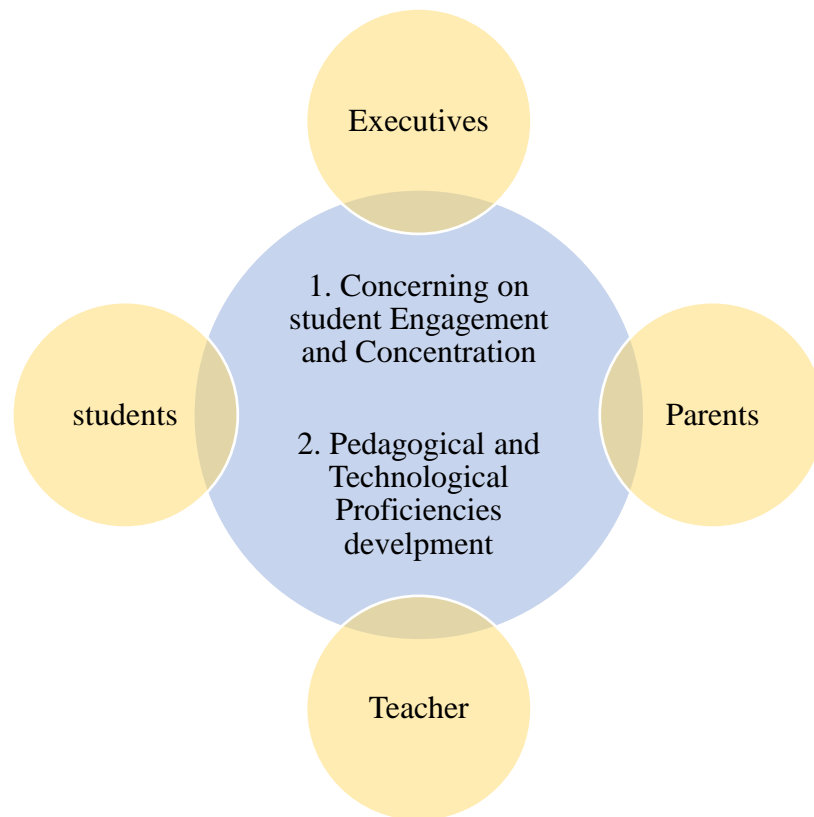 Executives
1. Concerning on
student Engagement
and Concentration
students
Parents
2. Pedagogical and
Technological
Proficiencies
develpment
Teacher